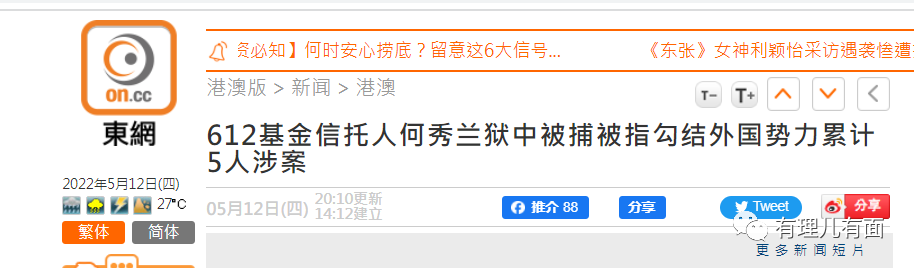 on.cc
東網
2022年5月12日(四)
27°C
繁体
简体
务必知】何时安心捞底？留意这6大信号...
《东张》女神利颖怡采访遇袭惨遭
港澳版 > 新闻 > 港澳
T−
T+
612基金信托人何秀兰狱中被捕被指勾结外国势力累计
5人涉案
05月12日(四)
20:10更新
14:12建立
推介 88
分享
Tweet
分享
有理儿有面
更多新闻短片